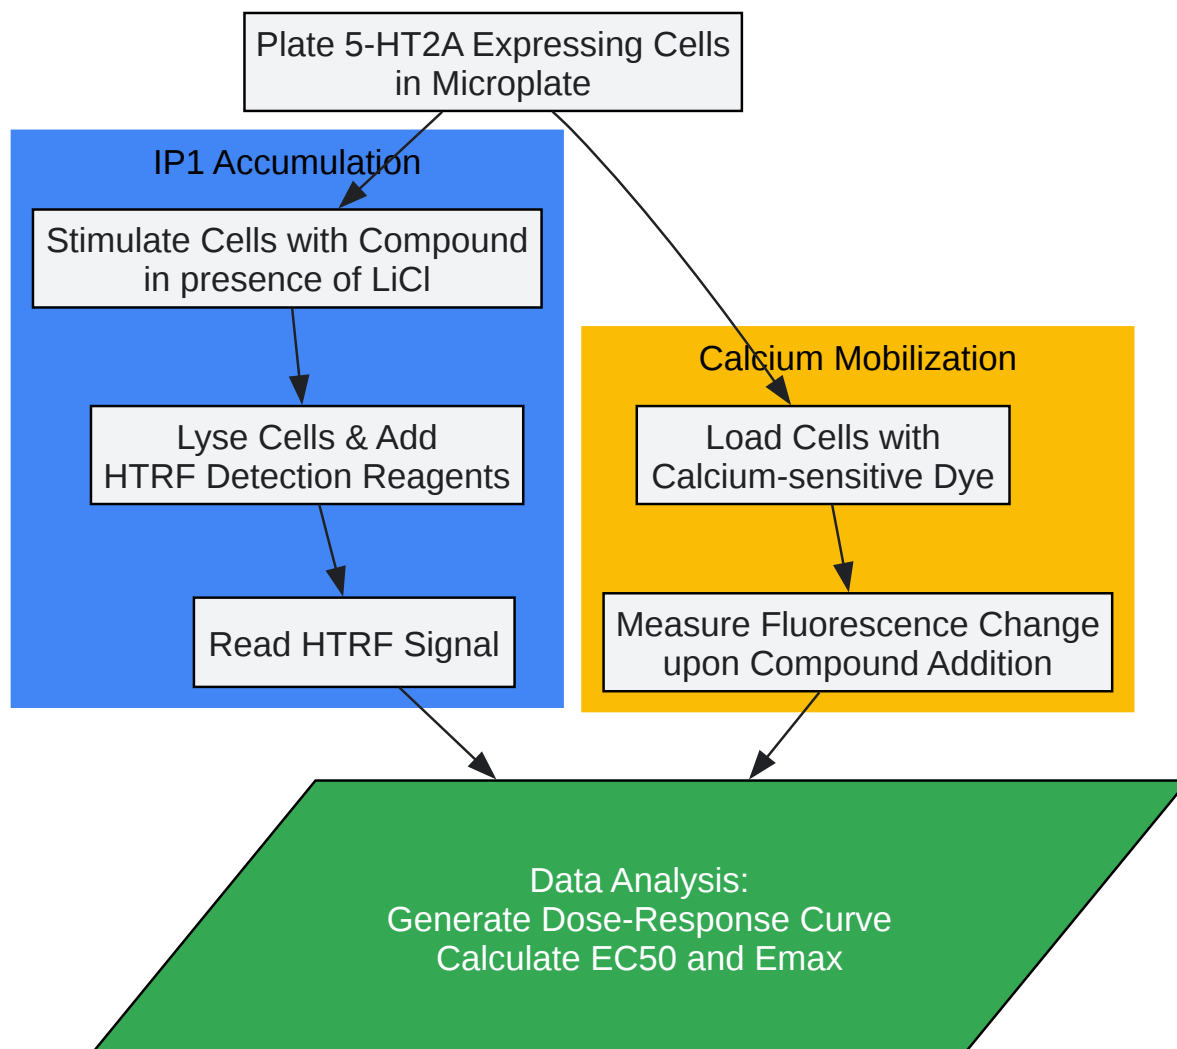 Plate 5-HT2A Expressing Cells
in Microplate
IP1 Accumulation
Stimulate Cells with Compound
in presence of LiCl
Lyse Cells & Add
HTRF Detection Reagents
Read HTRF Signal
Calcium Mobilization
Load Cells with
Calcium-sensitive Dye
Measure Fluorescence Change
upon Compound Addition
Data Analysis:
Generate Dose-Response Curve
Calculate EC50 and Emax